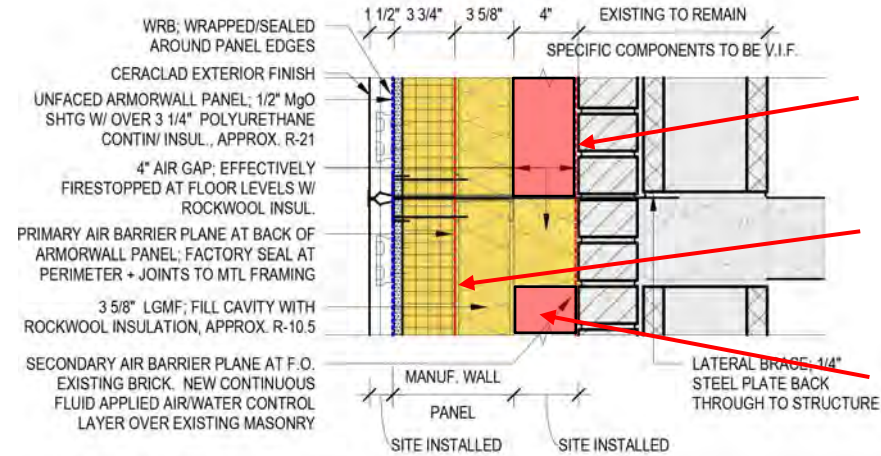 1 1/2" 3 3/4" 3 5/8" 4" EXISTING TO REMAIN
SPECIFIC COMPONENTS TO BE V.I.F.
WRB; WRAPPED/SEALED
AROUND PANEL EDGES
CERACLAD EXTERIOR FINISH
UNFACED ARMORWALL PANEL; 1/2" MgO
SHTG W/ OVER 3 1/4" POLYURETHANE
CONTIN/ INSUL., APPROX. R-21
4" AIR GAP; EFFECTIVELY
FIRESTOPPED AT FLOOR LEVELS W/
ROCKWOOL INSUL.
PRIMARY AIR BARRIER PLANE AT BACK OF
ARMORWALL PANEL; FACTORY SEAL AT
PERIMETER + JOINTS TO MTL FRAMING
3 5/8" LGMF; FILL CAVITY WITH
ROCKWOOL INSULATION, APPROX. R-10.5
SECONDARY AIR BARRIER PLANE AT F.O.
EXISTING BRICK. NEW CONTINUOUS
FLUID APPLIED AIR/WATER CONTROL
LAYER OVER EXISTING MASONRY
MANUF. WALL
PANEL
SITE INSTALLED
SITE INSTALLED
LATERAL BRACE; 1/4"
STEEL PLATE BACK
THROUGH TO STRUCTURE